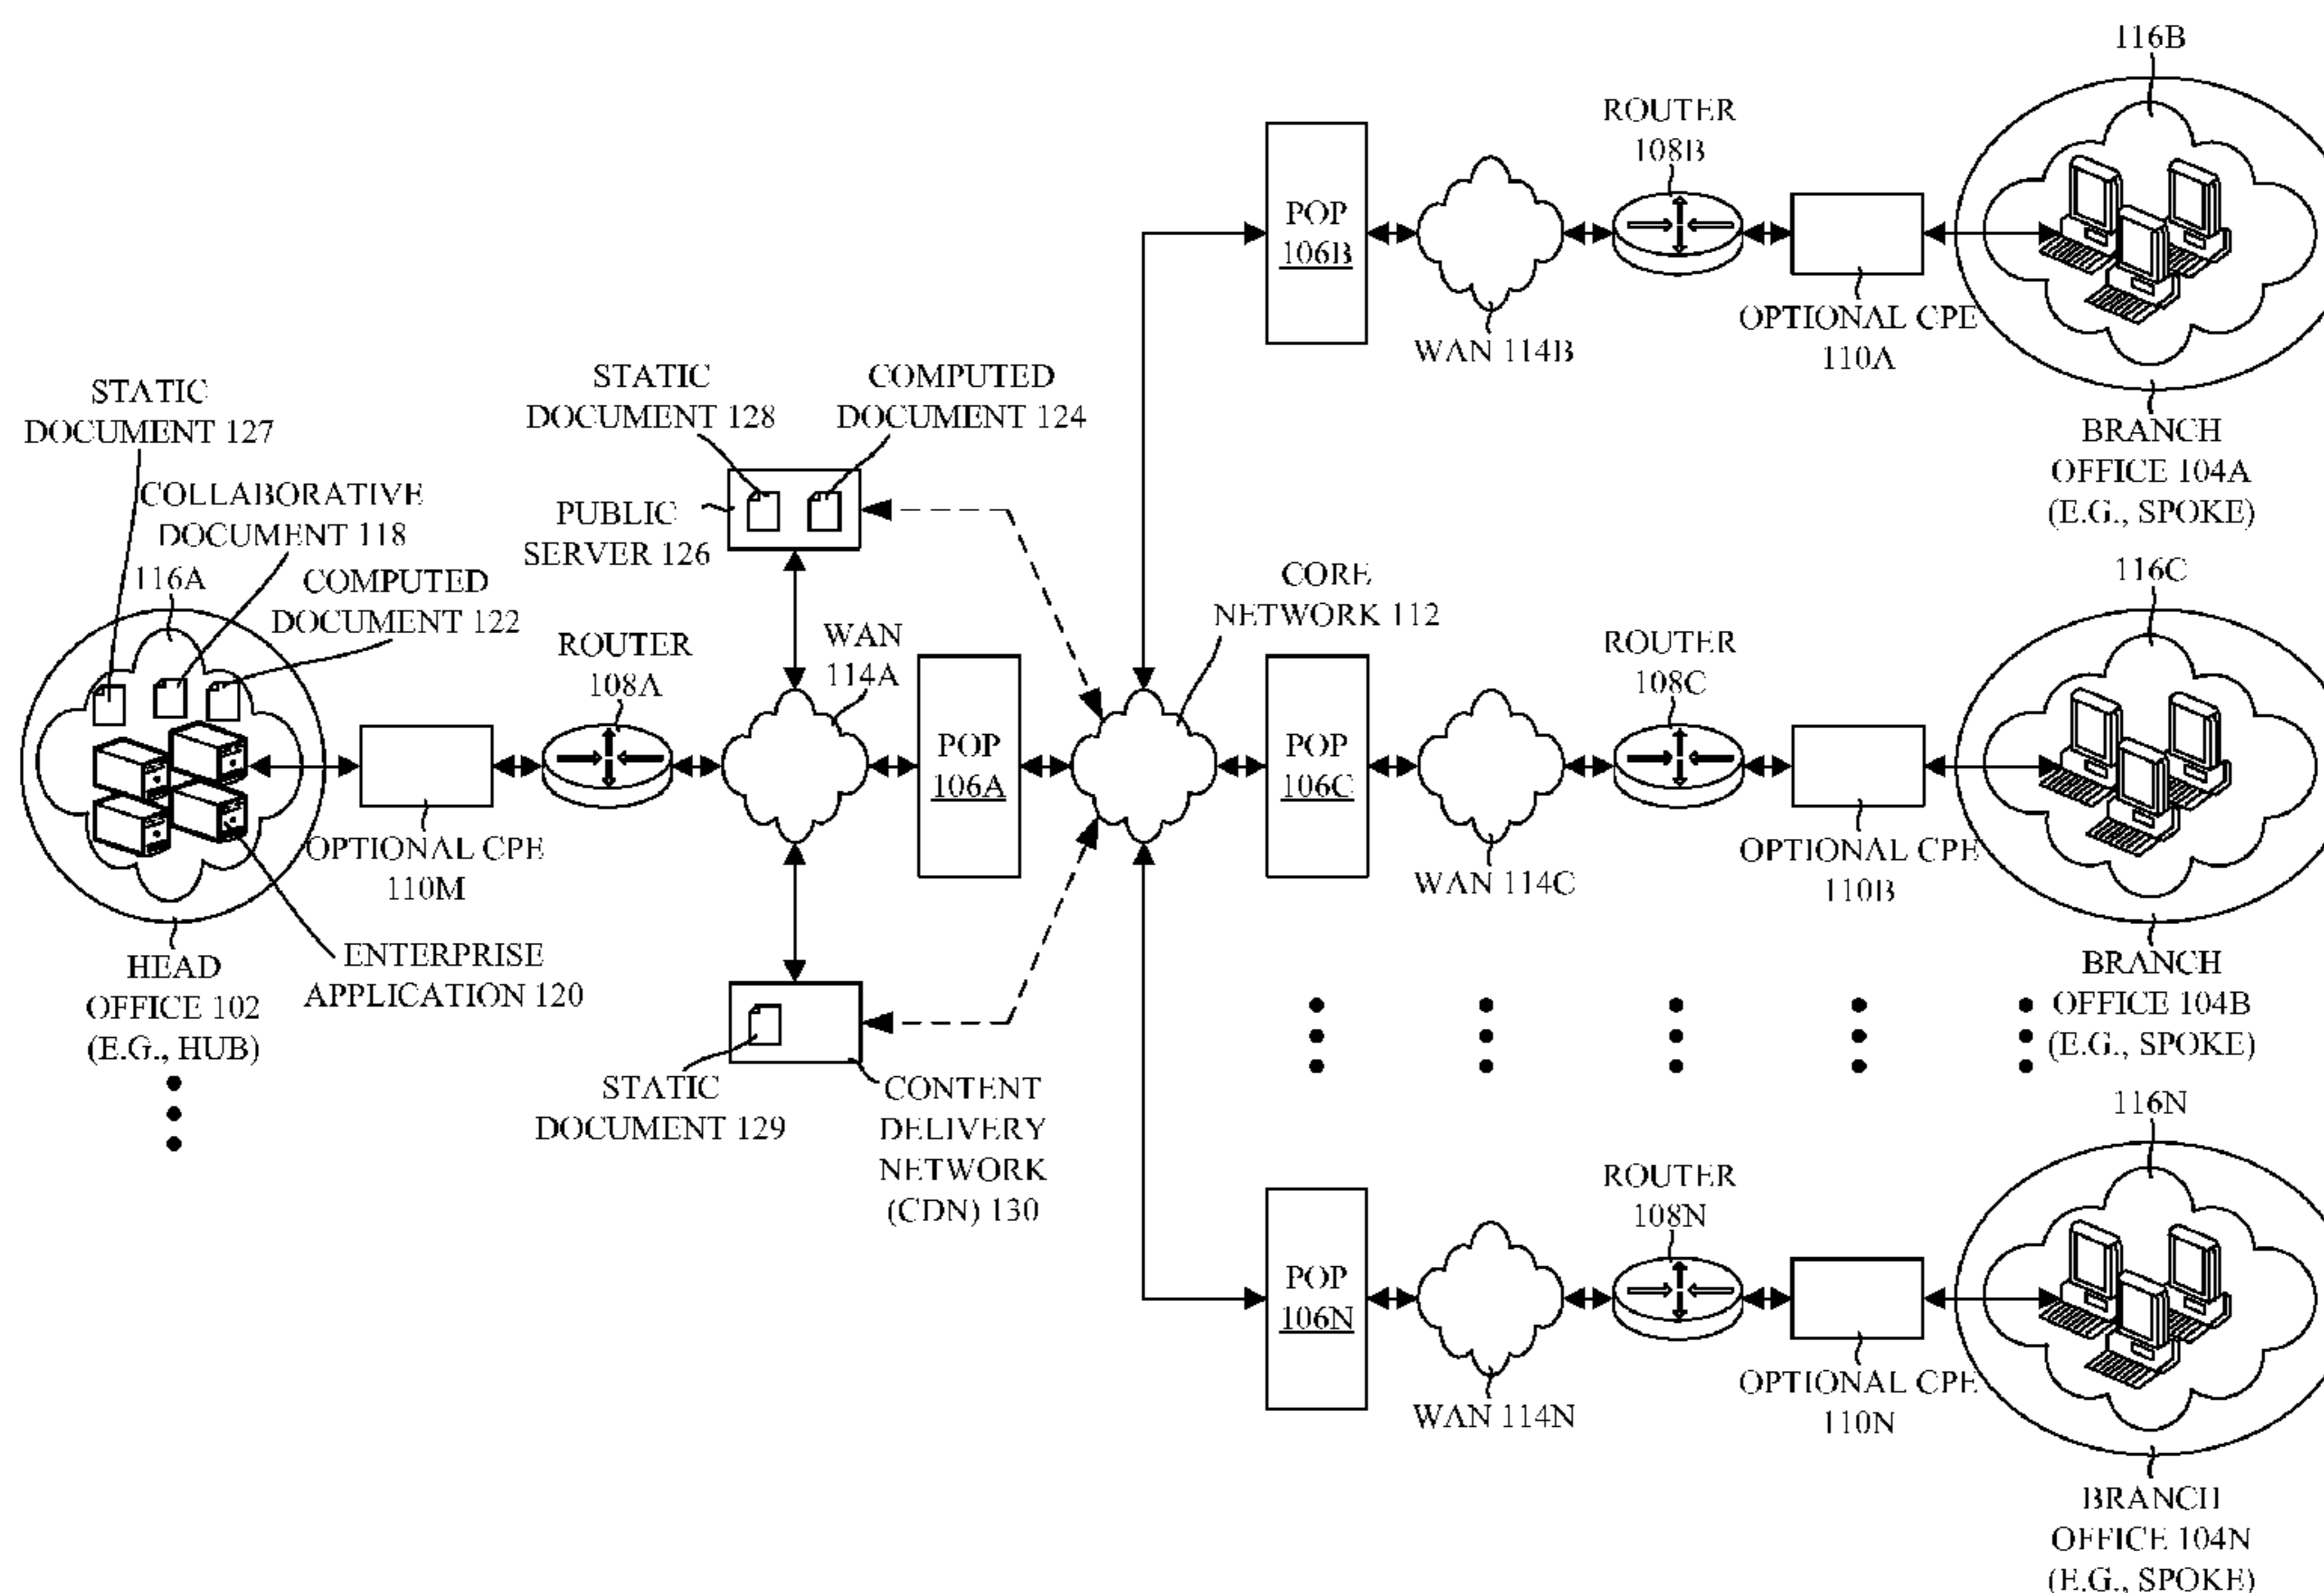 116B
ROUTER
108B
POP
106B
WAN 114B
OPTIONAL CPE
110A
BRANCH
OFFICE 104A
(E.G., SPOKE)
STATIC
DOCUMENT 127
COLLABORATIVE
DOCUMENT 118
116A
COMPUTED
DOCUMENT 122
STATIC
DOCUMENT 128
COMPUTED
DOCUMENT 124
PUBLIC
SERVER 126
ROUTER
108A
WAN
114A
POP
106A
CORE
NETWORK 112
OPTIONAL CPE
110M
HEAD
OFFICE 102
(E.G., HUB)
ENTERPRISE
APPLICATION 120
STATIC
DOCUMENT 129
CONTENT
DELIVERY
NETWORK
(CDN) 130
116C
ROUTER
108C
POP
106C
WAN 114C
OPTIONAL CPE
110B
BRANCH
OFFICE 104B
(E.G., SPOKE)
116N
ROUTER
108N
POP
106N
WAN 114N
OPTIONAL CPE
110N
BRANCH
OFFICE 104N
(E.G., SPOKE)